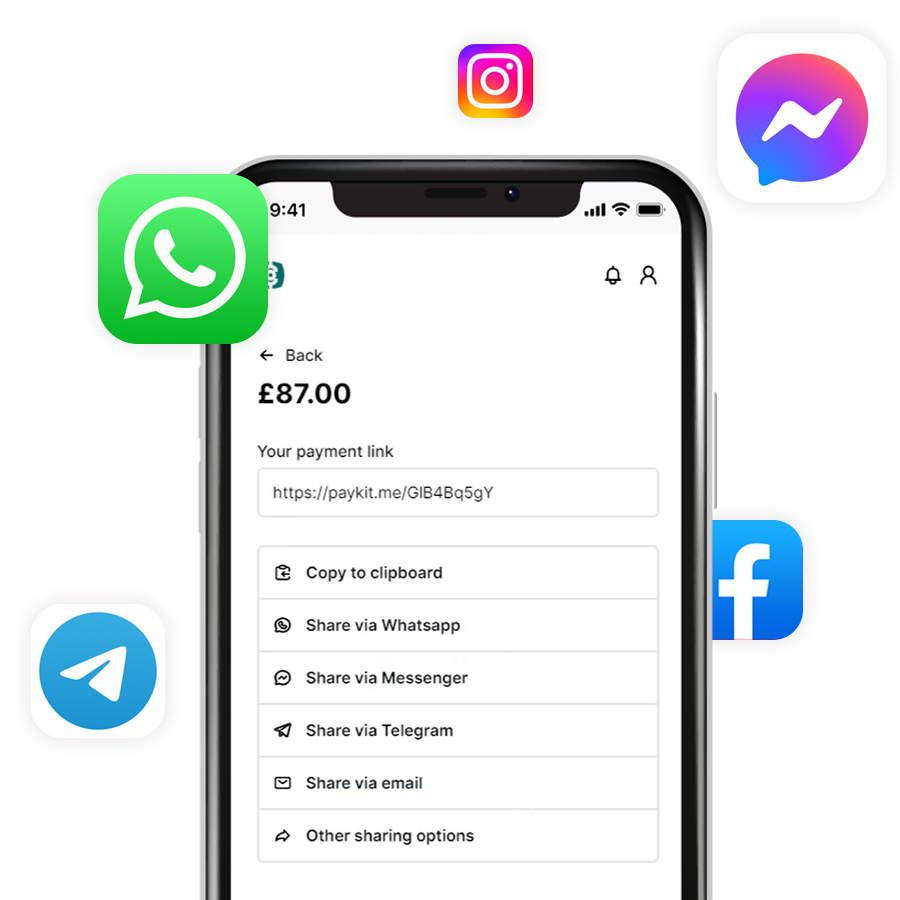 9:41
Back
£87.00
Your payment link
https://paykit.me/GIB4Bq5gY
Copy to clipboard
Share via Whatsapp
Share via Messenger
Share via Telegram
Share via email
Other sharing options